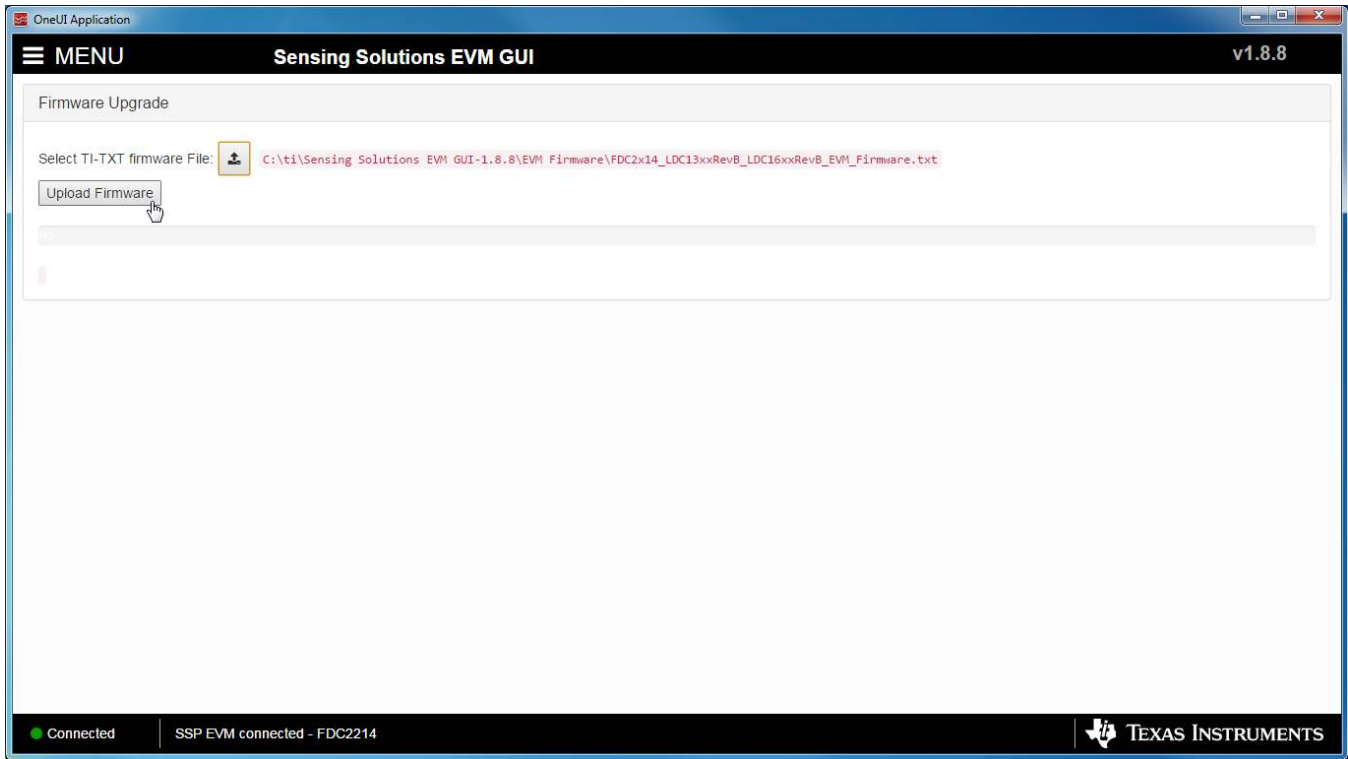 OneUI Application
MENU Sensing Solutions EVM GUI v1.8.8
Firmware Upgrade
Select TI-TXT firmware File: C:\ti\Sensing Solutions EVM GUI-1.8.8\EVM Firmware\FDC2x14_LDC13xxRevB_LDC16xxRevB_EVM_Firmware.txt
Upload Firmware
Connected SSP EVM connected - FDC2214 TEXAS INSTRUMENTS